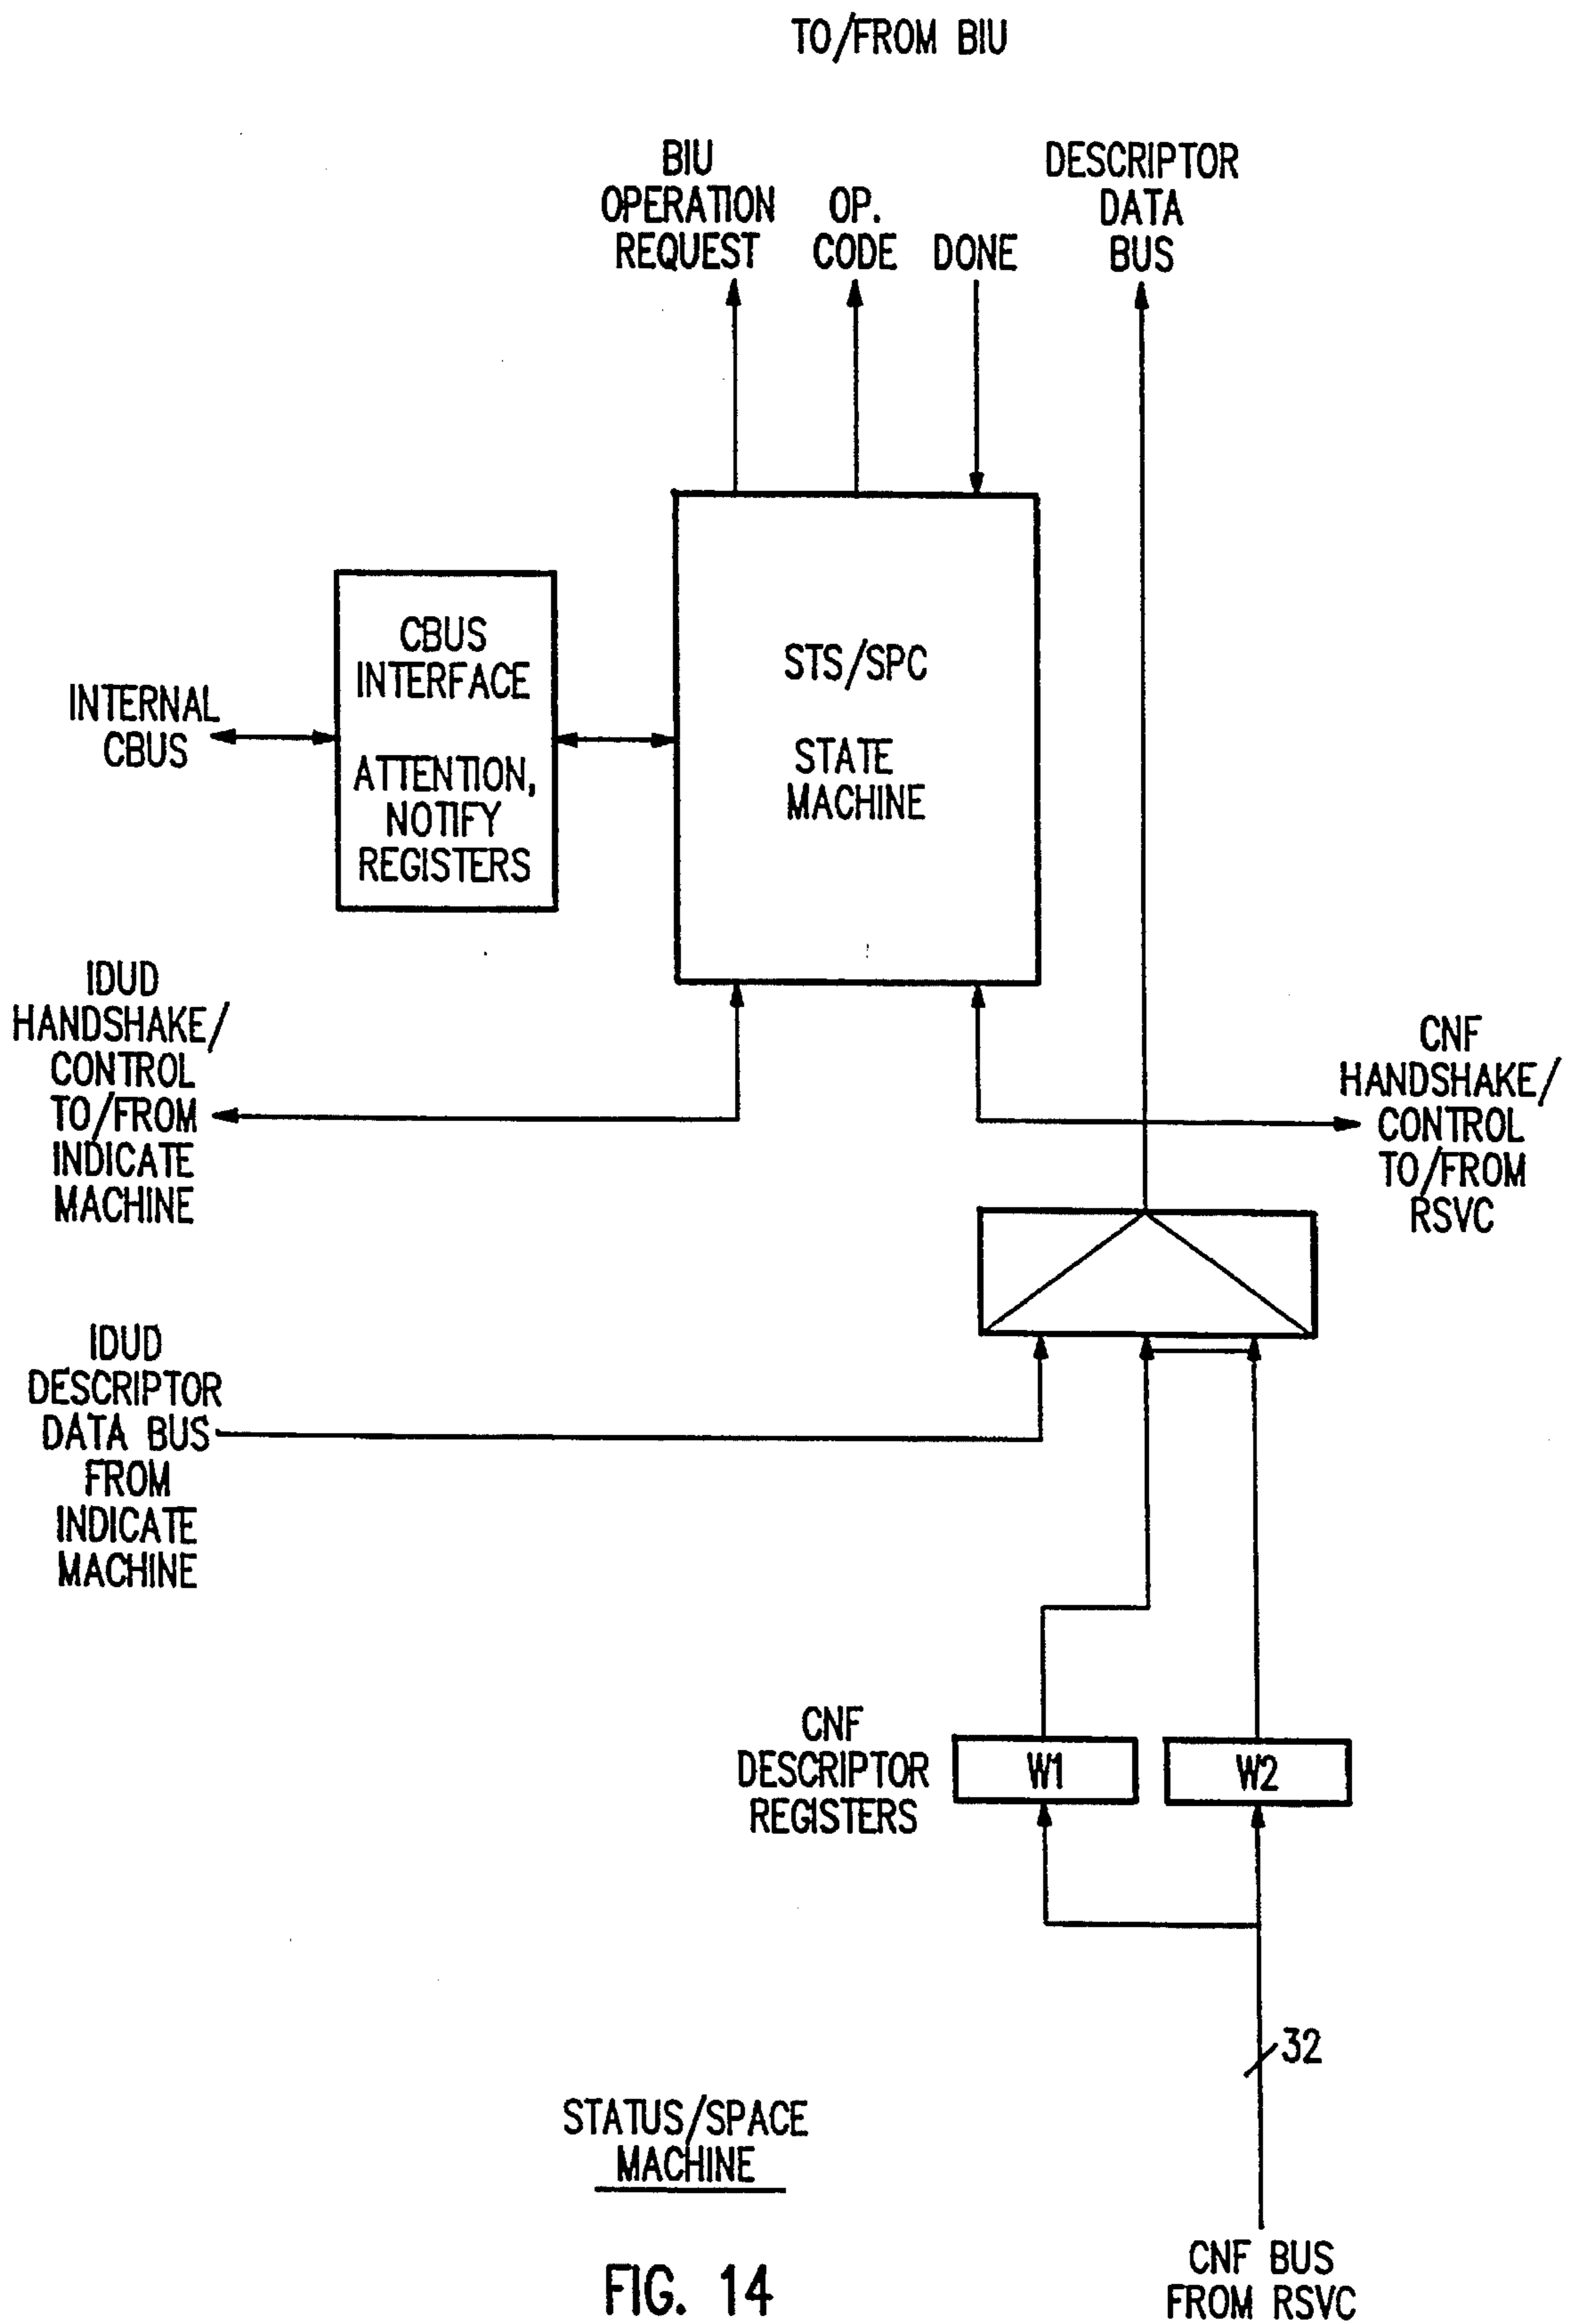 TO/FROM BIU
BIU
OPERATION
REQUEST
OP.
CODE
DONE
DESCRIPTOR
DATA
BUS
CBUS
INTERFACE
ATTENTION,
NOTIFY
REGISTERS
STS/SPC
STATE
MACHINE
INTERNAL
CBUS
IDUD
HANDSHAKE/
CONTROL
TO/FROM
INDICATE
MACHINE
CNF
HANDSHAKE/
CONTROL
TO/FROM
RSVC
IDUD
DESCRIPTOR
DATA BUS
FROM
INDICATE
MACHINE
CNF
DESCRIPTOR
REGISTERS
W1
W2
32
STATUS/SPACE
MACHINE
CNF BUS
FROM RSVC
FIG. 14